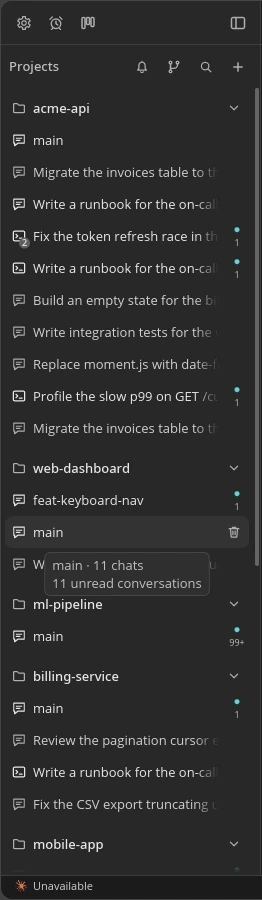 Projects
acme-api
main
Migrate the invoices table to th
Write a runbook for the on-call
2
Fix the token refresh race in th
1
Write a runbook for the on-call
1
Build an empty state for the bi
Write integration tests for the
Replace moment.js with date-f
Profile the slow p99 on GET /cu
1
Migrate the invoices table to th
web-dashboard
feat-keyboard-nav
1
main
main · 11 chats
11 unread conversations
ml-pipeline
main
99+
billing-service
main
1
Review the pagination cursor e
Write a runbook for the on-call
Fix the CSV export truncating u
mobile-app
Unavailable